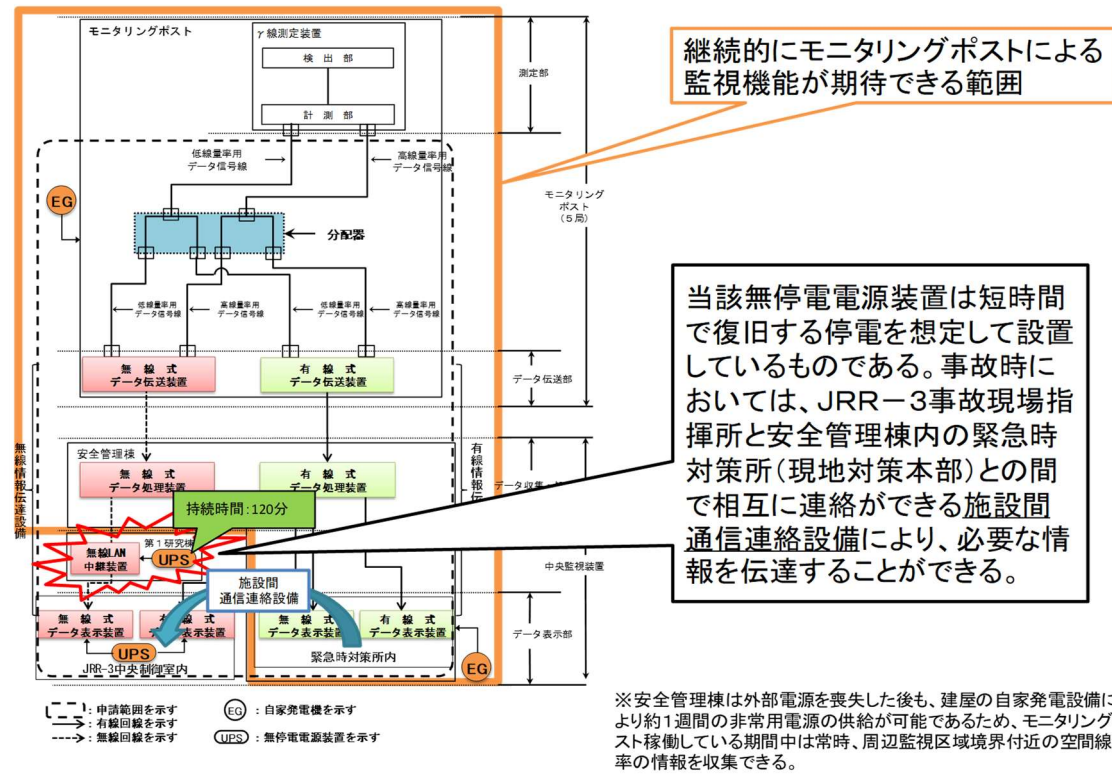 モニタリングポスト
γ線測定装置
検出部
計測部
測定部
継続的にモニタリングポストによる
監視機能が期待できる範囲
低線量率用
データ信号線
高線量率用
データ信号線
EG
モニタリング
ポスト
(5局)
分配器
低線量率用
データ信号線
高線量率用
データ信号線
低線量率用
データ信号線
高線量率用
データ信号線
無線式
データ伝送装置
有線式
データ伝送装置
データ伝送部
無線情報伝達設備
有線情報伝
安全管理棟
無線式
データ処理装置
有線式
データ処理装置
データ収集
持続時間:120分
第1研究棟
無線LAN
中継装置
UPS
中央監視装置
施設間
通信連絡設備
無線式
データ表示装置
有線式
データ表示装置
無線式
データ表示装置
有線式
データ表示装置
データ表示部
UPS
JRR-3中央制御室内
緊急時対策所内
EG
当該無停電電源装置は短時間
で復旧する停電を想定して設置
しているものである。事故時に
おいては、JRR-3事故現場指
揮所と安全管理棟内の緊急時
対策所(現地対策本部)との間
で相互に連絡ができる施設間
通信連絡設備により、必要な情
報を伝達することができる。
:申請範囲を示す
:有線回線を示す
:無線回線を示す
EG :自家発電機を示す
UPS :無停電電源装置を示す
※安全管理棟は外部電源を喪失した後も、建屋の自家発電設備に
より約1週間の非常用電源の供給が可能であるため、モニタリング
スト稼働している期間中は常時、周辺監視区域境界付近の空間線
率の情報を収集できる。